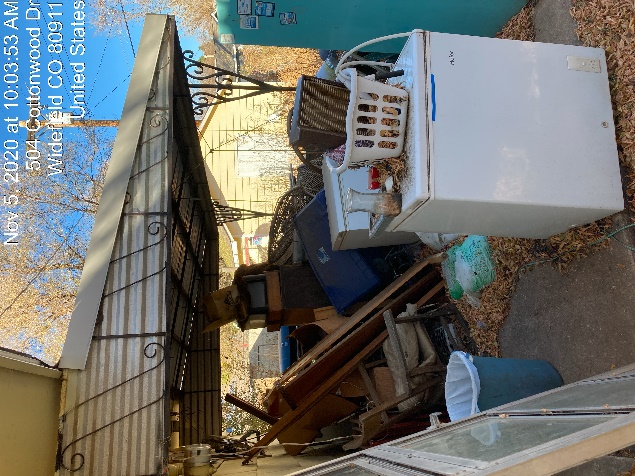 Nov 5, 2020 at 10:03:53 AM
504 Cottonwood Dr
Widefield CO 80911
United States